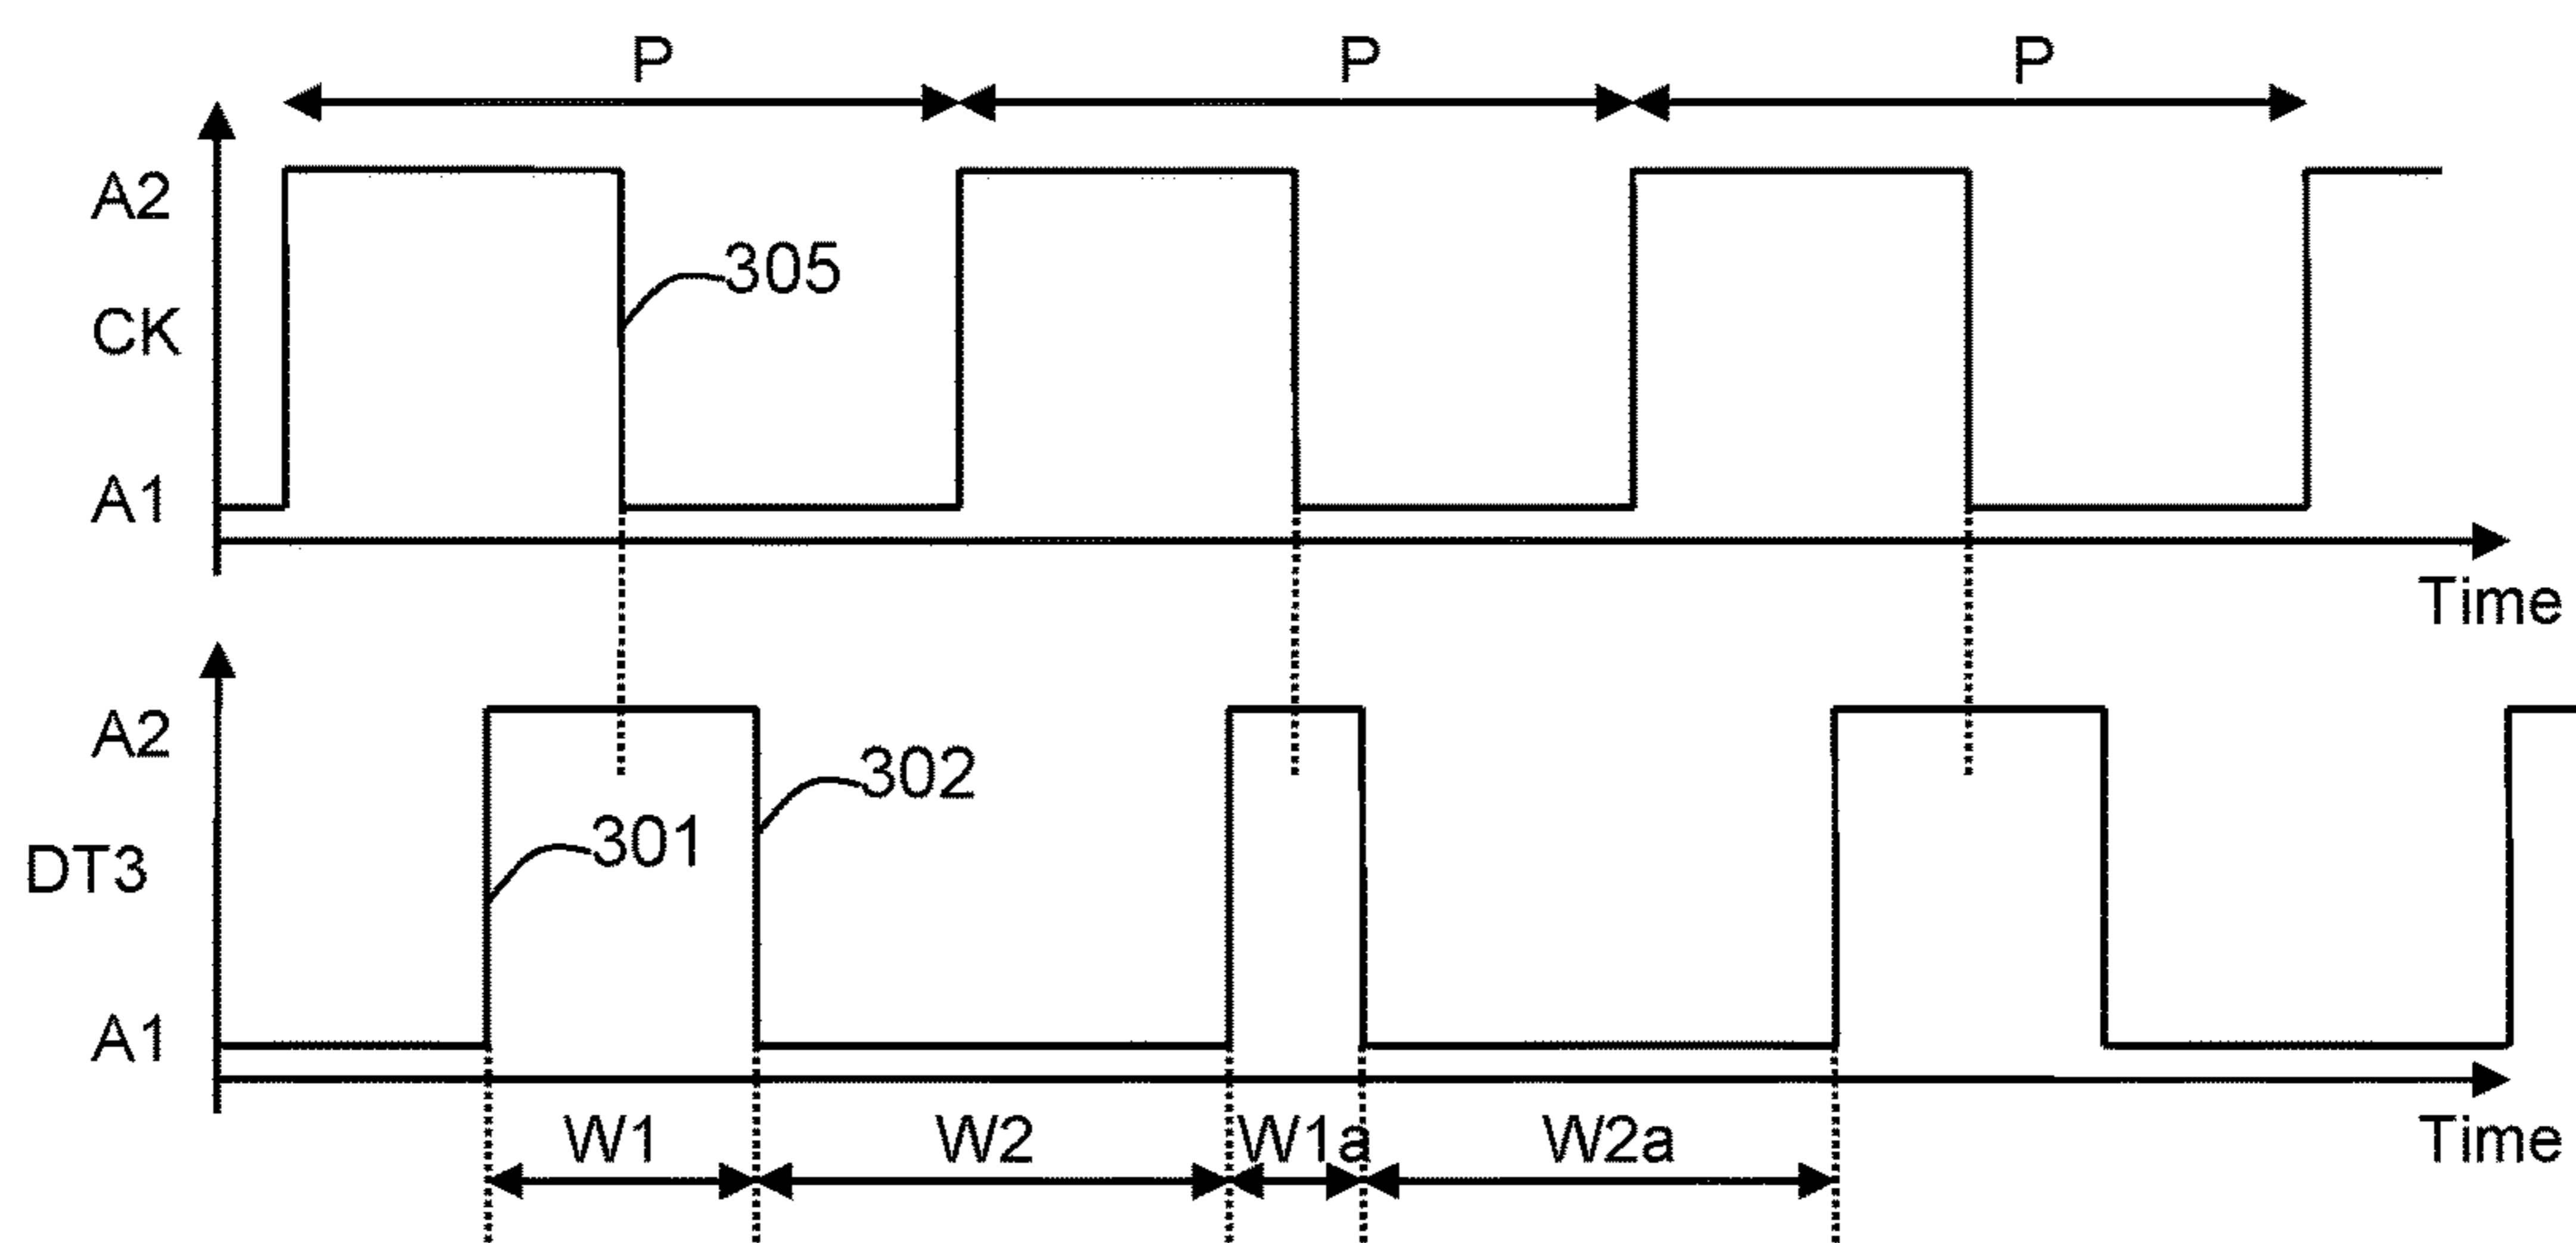 P P P
A2
305
CK
A1
Time
A2
302
301
DT3
A1
W1 W2 W1a W2a Time